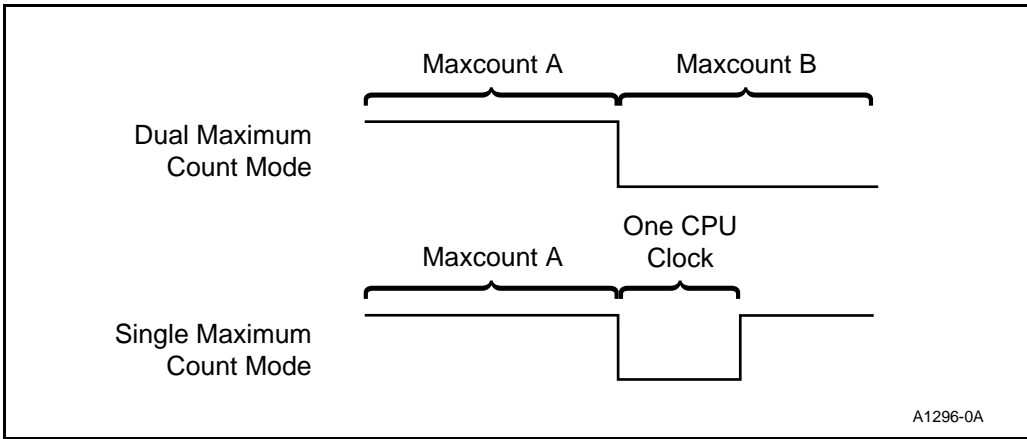 Maxcount A
Maxcount B
Dual Maximum
Count Mode
One CPU
Clock
Maxcount A
Single Maximum
Count Mode
A1296-0A